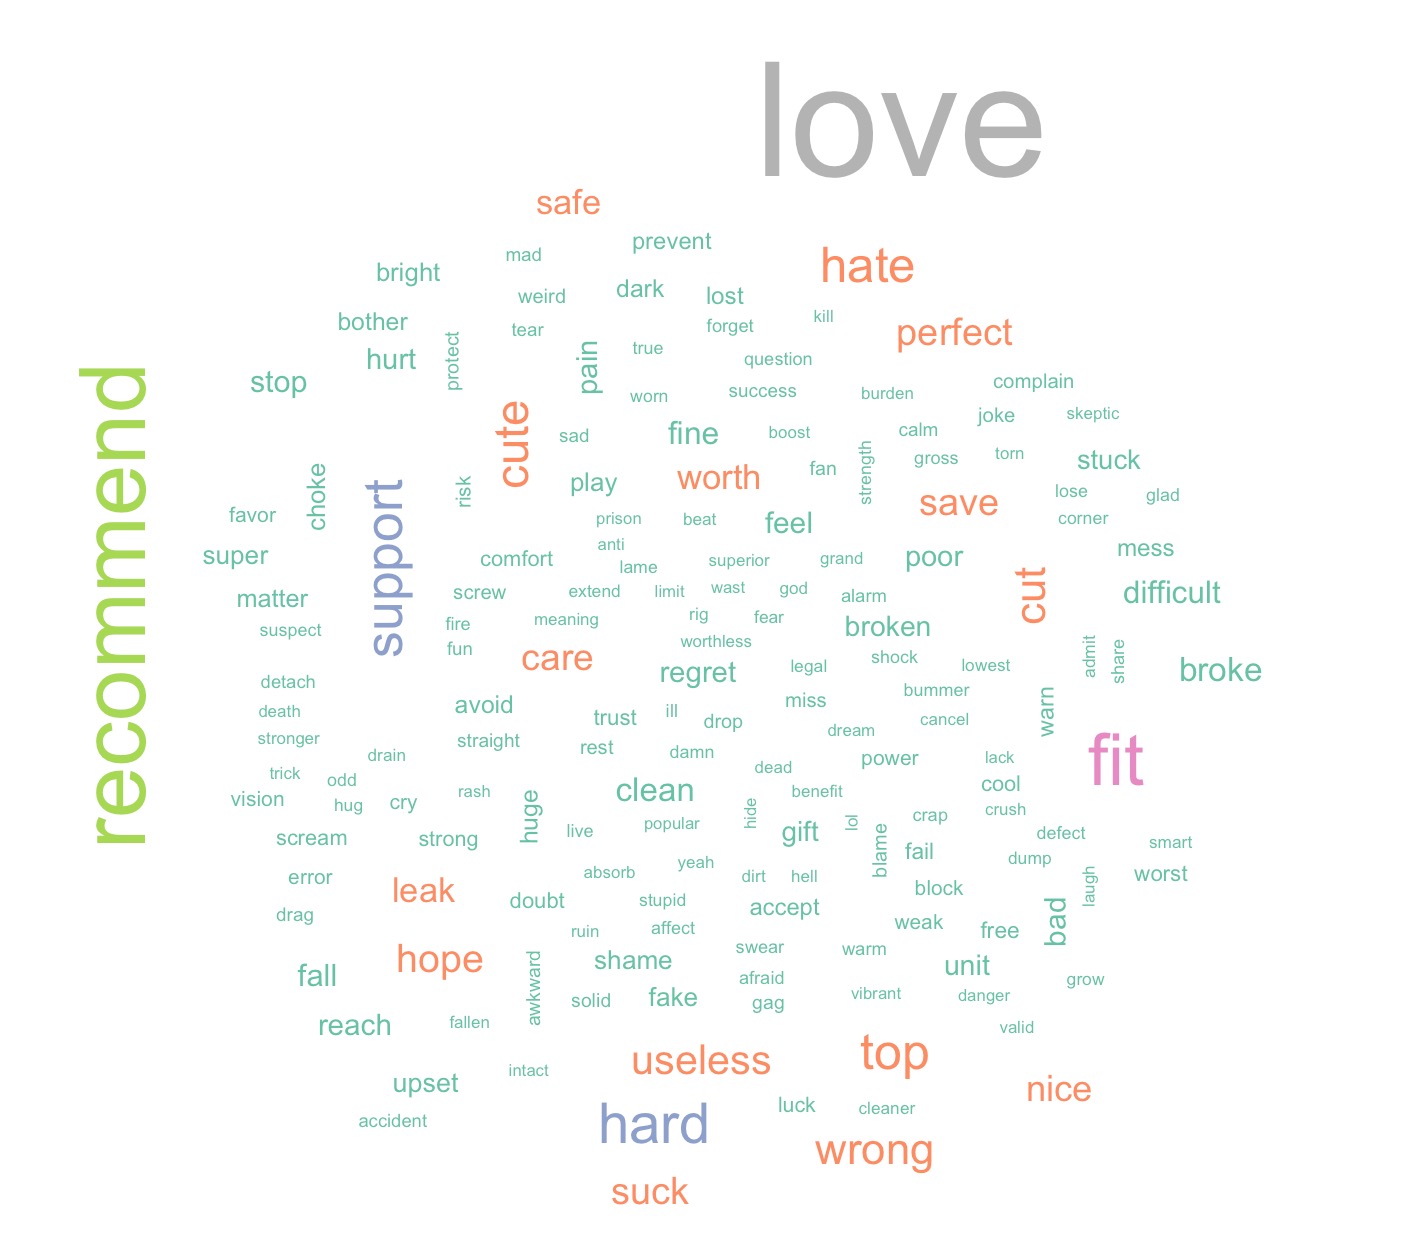 love
safe
prevent
mad
hate
bright
dark
weird
lost
kill
bother
forget
tear
perfect
protect
true
hurt
question
pain
stop
complain
success
burden
worn
joke
skeptic
cute
fine
sad
boost
calm
torn
gross
stuck
fan
strength
worth
play
risk
choke
lose
glad
save
recommend
support
favor
prison
beat
feel
corner
anti
mess
super
comfort
lame
superior
grand
poor
cut
difficult
matter
screw
extend
limit
wast
god
alarm
suspect
fire
meaning
rig
fear
broken
fun
worthless
care
regret
legal
shock
lowest
admit
share
broke
detach
death
avoid
trust
ill
drop
miss
bummer
cancel
warn
stronger
straight
rest
damn
dream
power
lack
fit
drain
trick
odd
dead
cool
vision
hug
cry
rash
huge
clean
hide
benefit
crush
scream
strong
live
popular
gift
lol
blame
crap
defect
smart
fail
dump
error
leak
absorb
yeah
dirt
hell
block
laugh
worst
drag
doubt
stupid
accept
weak
free
bad
ruin
affect
hope
awkward
shame
swear
warm
unit
fall
afraid
grow
solid
fake
gag
vibrant
danger
reach
fallen
valid
useless
top
upset
intact
nice
accident
hard
luck
cleaner
wrong
suck